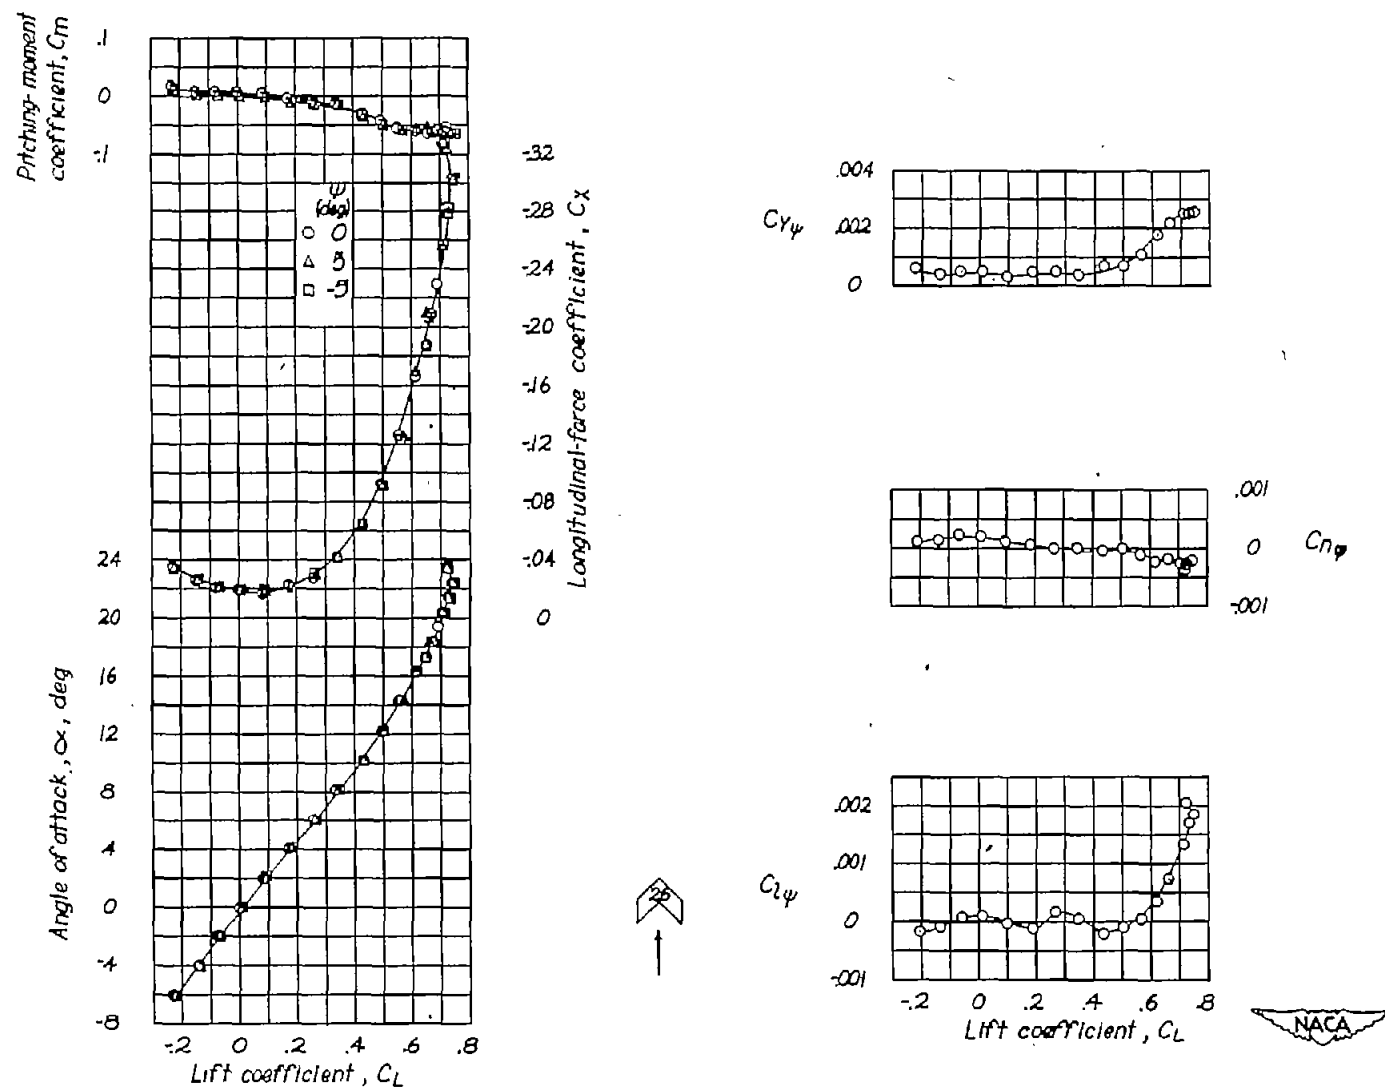 Pitching-moment
coefficient, Cm
.1
0
-.1
ψ
(deg)
0
5
-5
-.32
-.28
-.24
-.20
-.16
-.12
-.08
-.04
0
Longitudinal-force coefficient, Cx
24
20
16
12
8
4
0
-4
-8
Angle of attack, α, deg
-.2 0 .2 .4 .6 .8
Lift coefficient, CL
26
.004
.002
0
CYψ
.001
0
-.001
Cnψ
.002
.001
0
-.001
Clψ
-.2 0 .2 .4 .6 .8
Lift coefficient, CL
NACA